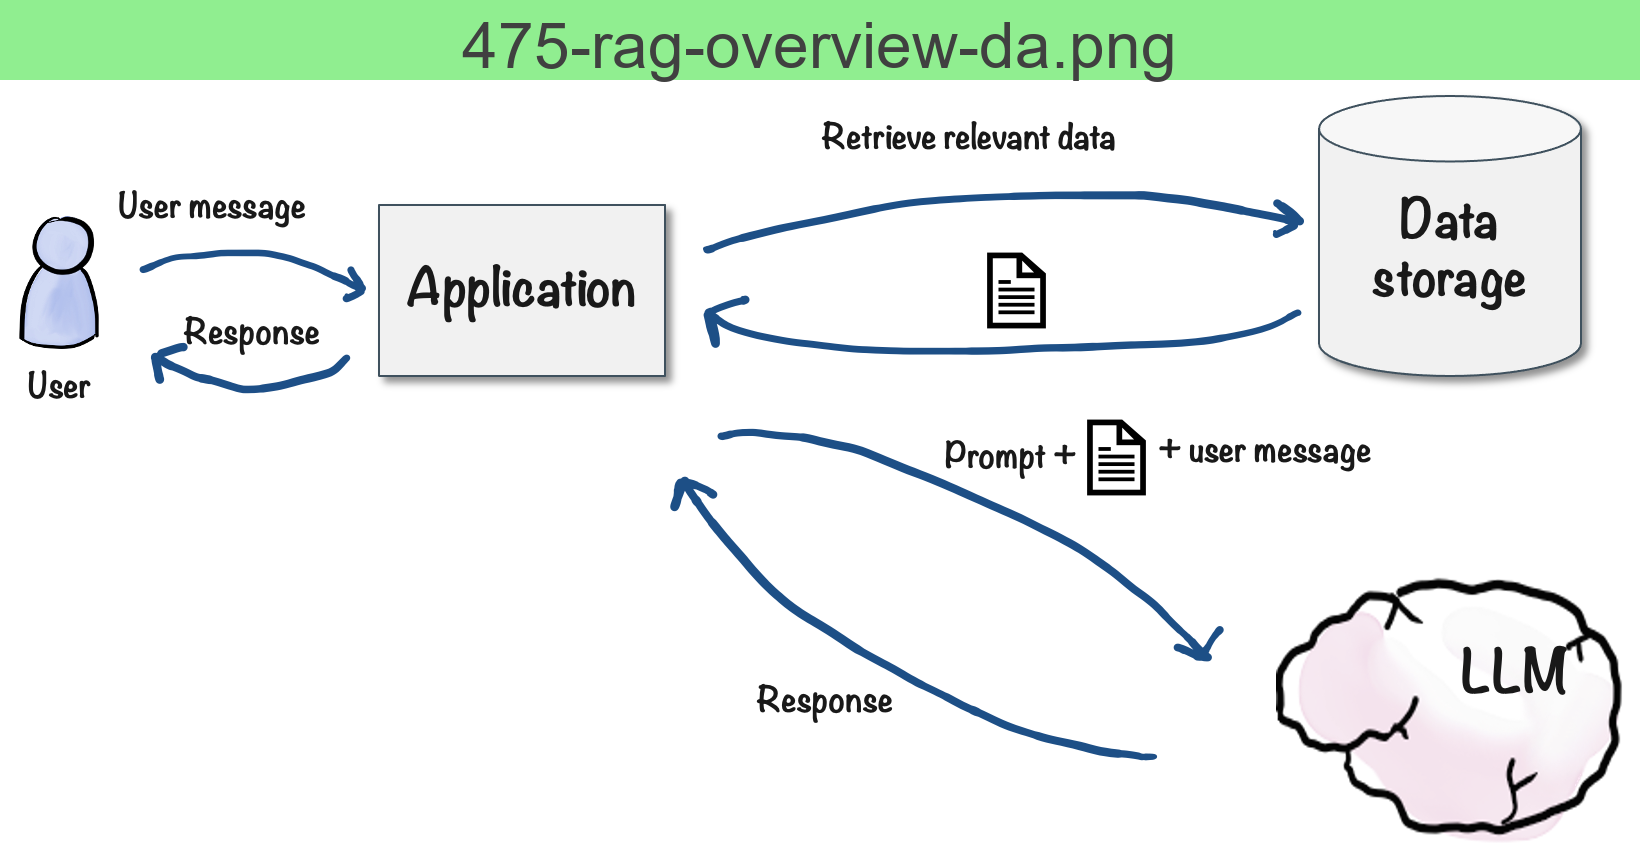 475-rag-overview-da.png
Retrieve relevant data
User message
Application
Data
storage
Response
User
Prompt +
+ user message
LLM
Response